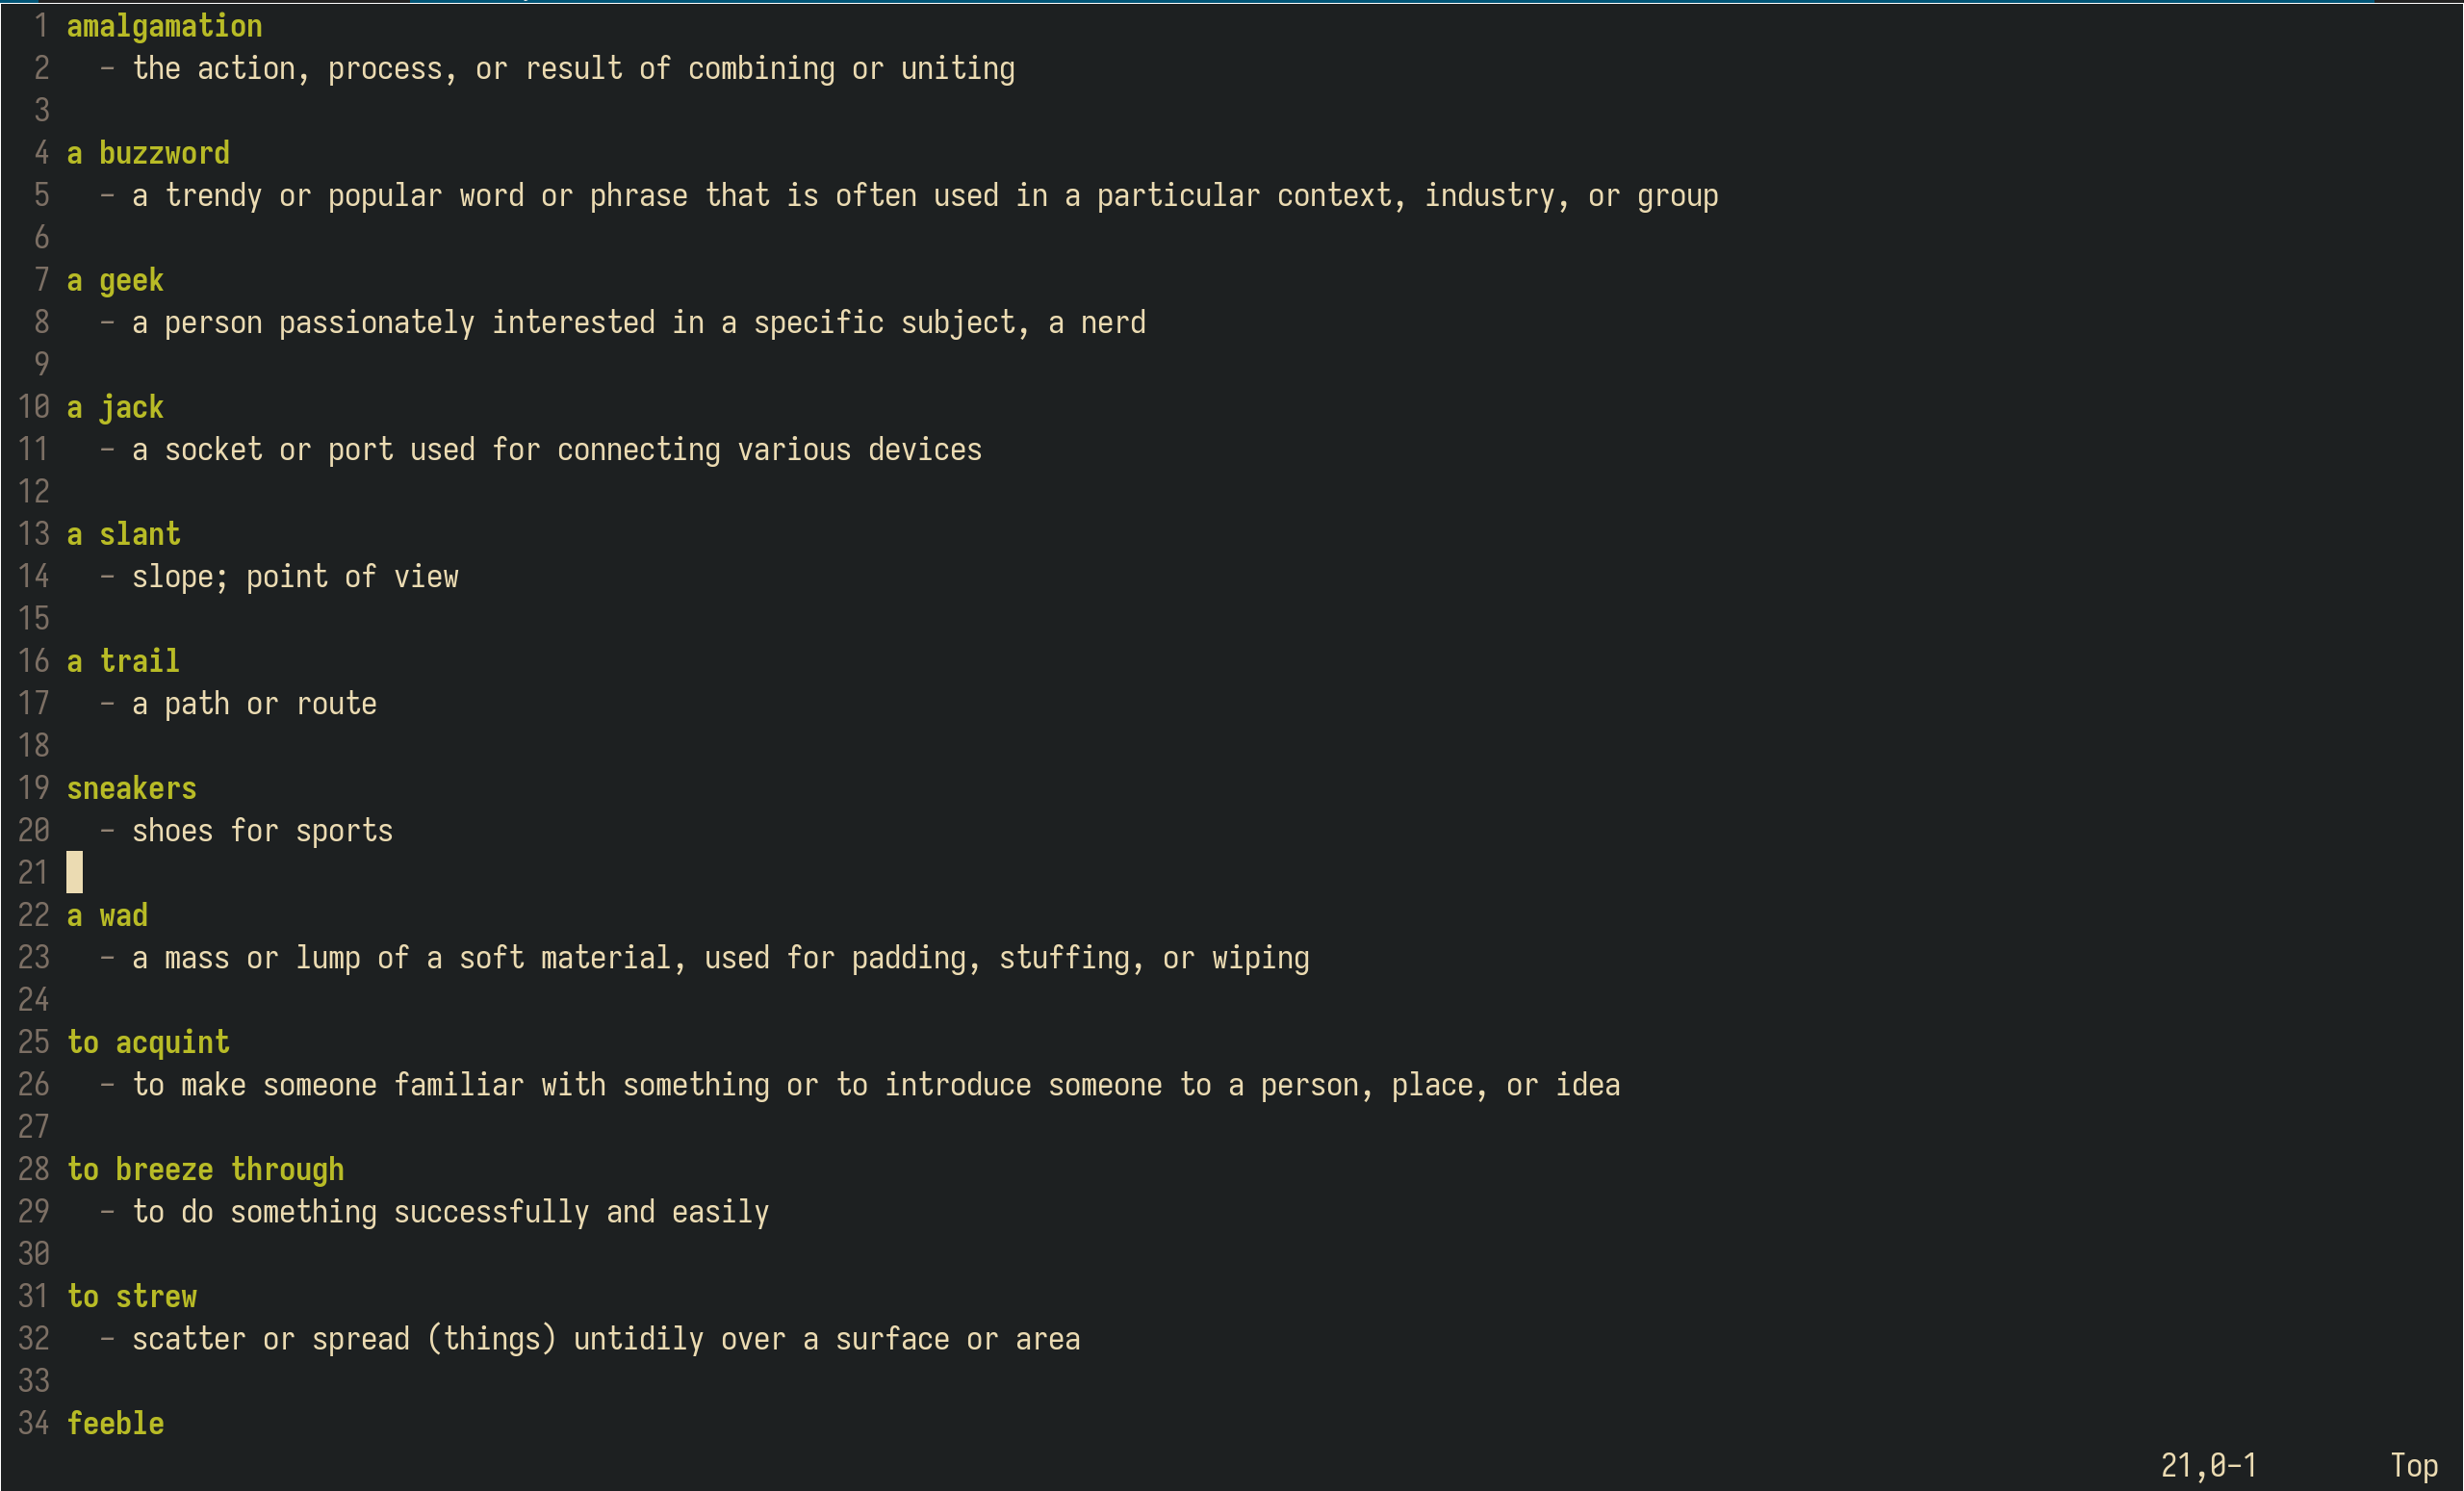 1 amalgamation
2   - the action, process, or result of combining or uniting
3
4 a buzzword
5   - a trendy or popular word or phrase that is often used in a particular context, industry, or group
6
7 a geek
8   - a person passionately interested in a specific subject, a nerd
9
10 a jack
11   - a socket or port used for connecting various devices
12
13 a slant
14   - slope; point of view
15
16 a trail
17   - a path or route
18
19 sneakers
20   - shoes for sports
21
22 a wad
23   - a mass or lump of a soft material, used for padding, stuffing, or wiping
24
25 to acquint
26   - to make someone familiar with something or to introduce someone to a person, place, or idea
27
28 to breeze through
29   - to do something successfully and easily
30
31 to strew
32   - scatter or spread (things) untidily over a surface or area
33
34 feeble
21,0-1 Top